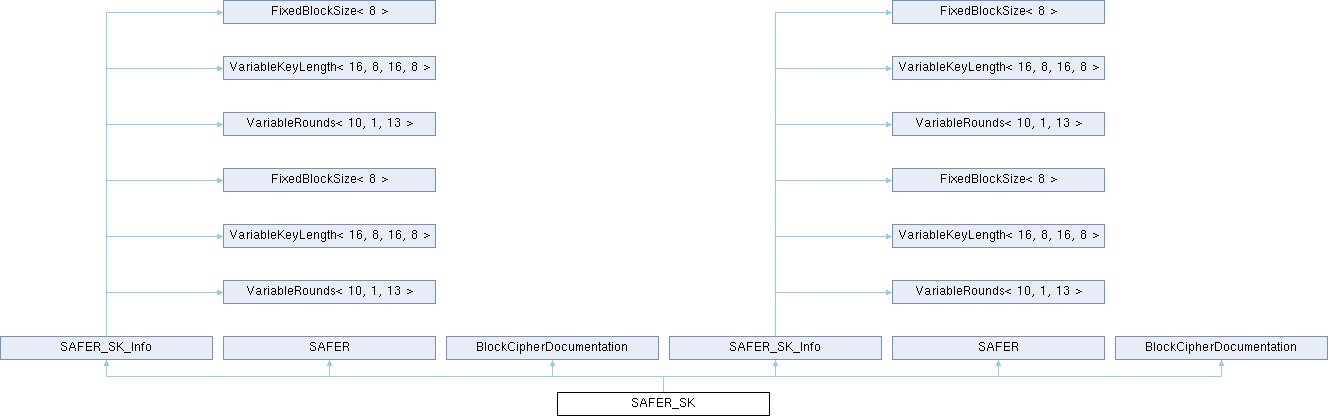 FixedBlockSize< 8 >
FixedBlockSize< 8 >
VariableKeyLength< 16, 8, 16, 8 >
VariableKeyLength< 16, 8, 16, 8 >
VariableRounds< 10, 1, 13 >
VariableRounds< 10, 1, 13 >
FixedBlockSize< 8 >
FixedBlockSize< 8 >
VariableKeyLength< 16, 8, 16, 8 >
VariableKeyLength< 16, 8, 16, 8 >
VariableRounds< 10, 1, 13 >
VariableRounds< 10, 1, 13 >
SAFER_SK_Info
SAFER
BlockCipherDocumentation
SAFER_SK_Info
SAFER
BlockCipherDocumentation
SAFER_SK